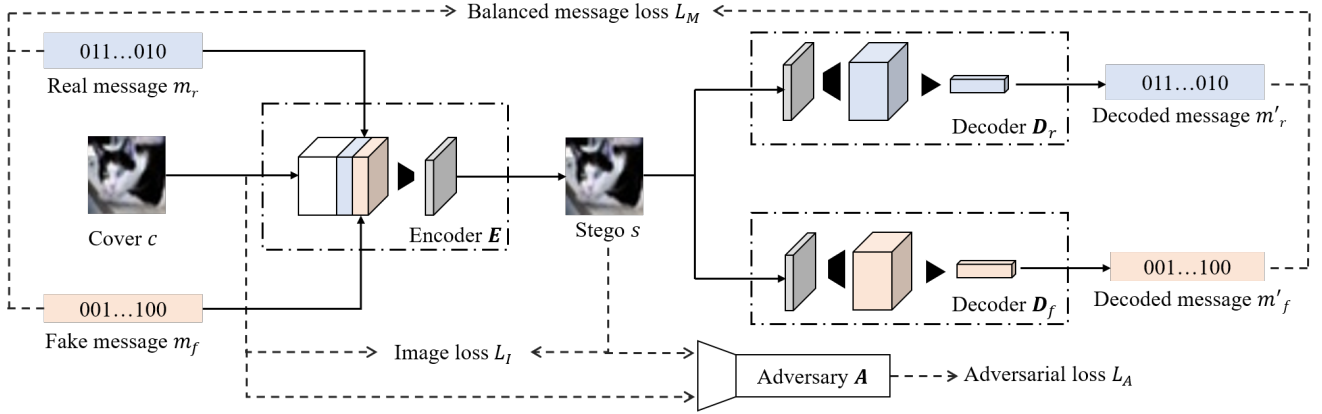 Balanced message loss L_M
011…010
Real message m_r
Cover c
001…100
Fake message m_f
Encoder E
Stego s
Decoder D_r
011…010
Decoded message m'_r
Decoder D_f
001…100
Decoded message m'_f
Image loss L_I
Adversary A
Adversarial loss L_A